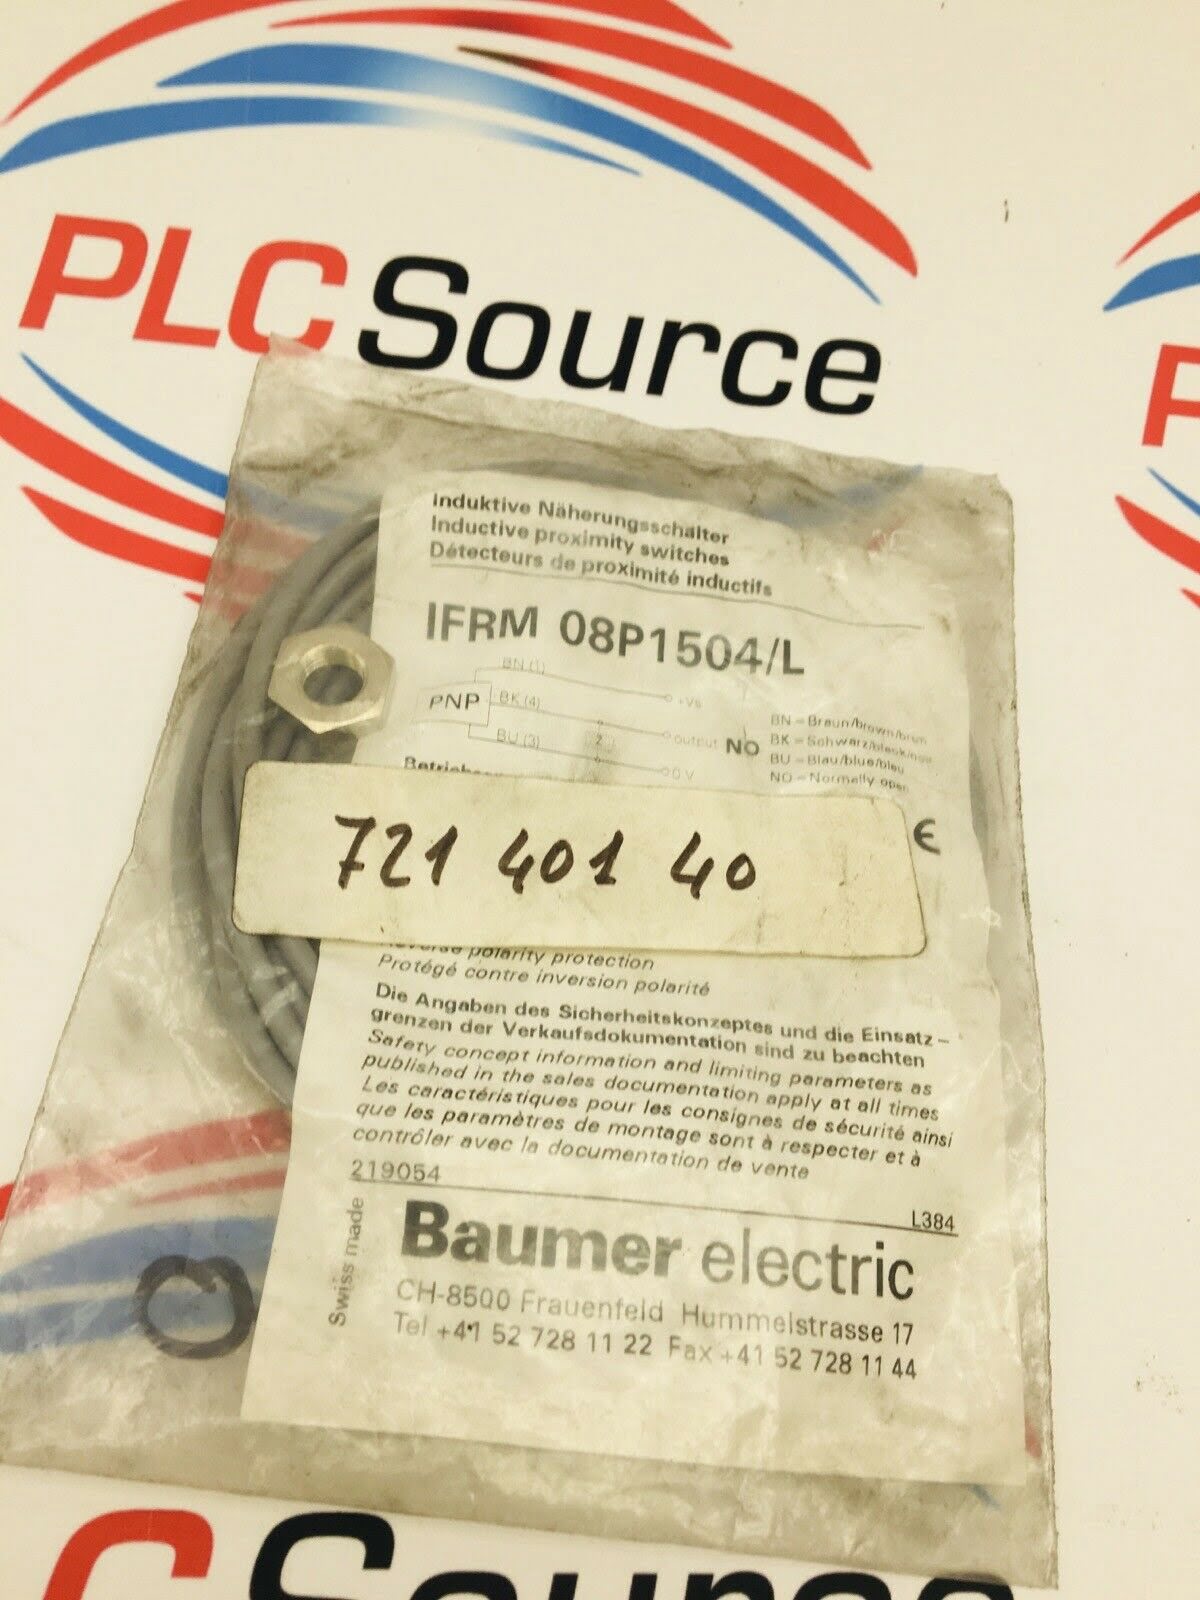 PLC Source
P
Induktive Näherungsschalter
Inductive proximity switches
Détecteurs de proximité inductifs
IFRM 08P1504/L
BN (1)
+Vs
PNP
BK (4)
output
NO
BU (3)
Z
0 V
BN = Braun/brown/brun
BK = Schwarz/black/noir
BU = Blau/blue/bleu
NO = Normally open
CE
721 401 40
Reverse polarity protection
Protégé contre inversion polarité
Die Angaben des Sicherheitskonzeptes und die Einsatz-
grenzen der Verkaufsdokumentation sind zu beachten
Safety concept information and limiting parameters as
published in the sales documentation apply at all times
Les caractéristiques pour les consignes de sécurité ainsi
que les paramètres de montage sont à respecter et à
contrôler avec la documentation de vente
219054
L384
Swiss made
Baumer electric
CH-8500 Frauenfeld Hummelstrasse 17
Tel +41 52 728 11 22 Fax +41 52 728 11 44
C Source